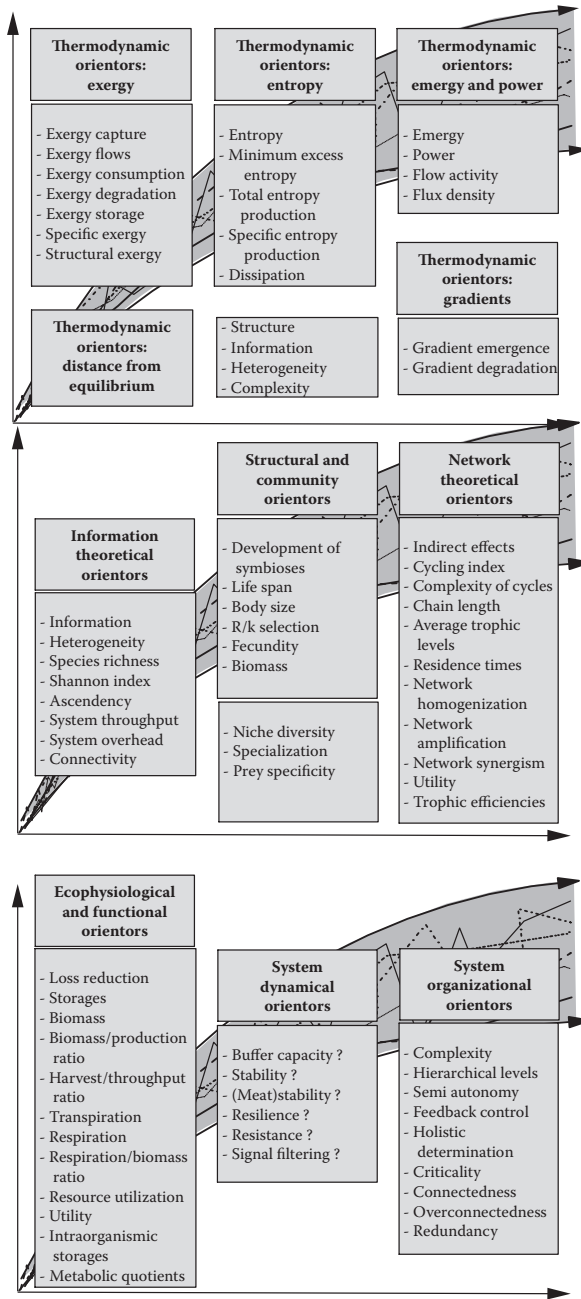 Thermodynamic
orientors:
exergy
- Exergy capture
- Exergy flows
- Exergy consumption
- Exergy degradation
- Exergy storage
- Specific exergy
- Structural exergy
Thermodynamic
orientors:
entropy
- Entropy
- Minimum excess
entropy
- Total entropy
production
- Specific entropy
production
- Dissipation
Thermodynamic
orientors:
emergy and power
- Emergy
- Power
- Flow activity
- Flux density
Thermodynamic
orientors:
distance from
equilibrium
- Structure
- Information
- Heterogeneity
- Complexity
Thermodynamic
orientors:
gradients
- Gradient emergence
- Gradient degradation
Information
theoretical
orientors
- Information
- Heterogeneity
- Species richness
- Shannon index
- Ascendency
- System throughput
- System overhead
- Connectivity
Structural and
community
orientors
- Development of
symbioses
- Life span
- Body size
- R/k selection
- Fecundity
- Biomass
- Niche diversity
- Specialization
- Prey specificity
Network
theoretical
orientors
- Indirect effects
- Cycling index
- Complexity of cycles
- Chain length
- Average trophic
levels
- Residence times
- Network
homogenization
- Network
amplification
- Network synergism
- Utility
- Trophic efficiencies
Ecophysiological
and functional
orientors
- Loss reduction
- Storages
- Biomass
- Biomass/production
ratio
- Harvest/throughput
ratio
- Transpiration
- Respiration
- Respiration/biomass
ratio
- Resource utilization
- Utility
- Intraorganismic
storages
- Metabolic quotients
System
dynamical
orientors
- Buffer capacity ?
- Stability ?
- (Meat)stability ?
- Resilience ?
- Resistance ?
- Signal filtering ?
System
organizational
orientors
- Complexity
- Hierarchical levels
- Semi autonomy
- Feedback control
- Holistic
determination
- Criticality
- Connectedness
- Overconnectedness
- Redundancy